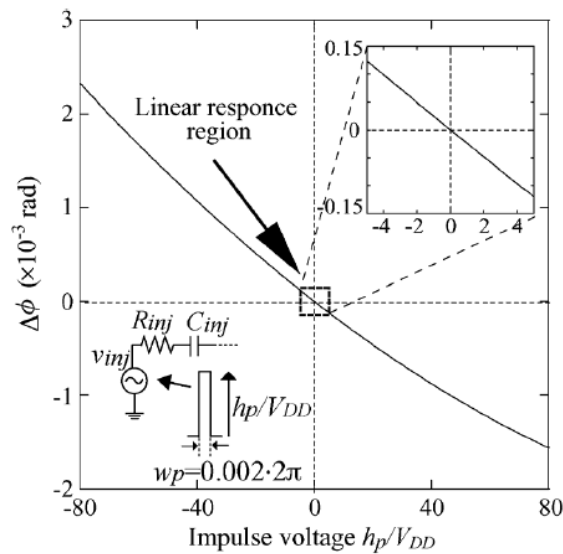 3
2
1
0
-1
-2
-80
-40
0
40
80
Δϕ (×10⁻³ rad)
Impulse voltage hp/VDD
Linear responce
region
0.15
0
-0.15
-4 -2 0 2 4
Rinj Cinj
vinj
hp/VDD
wp=0.002·2π